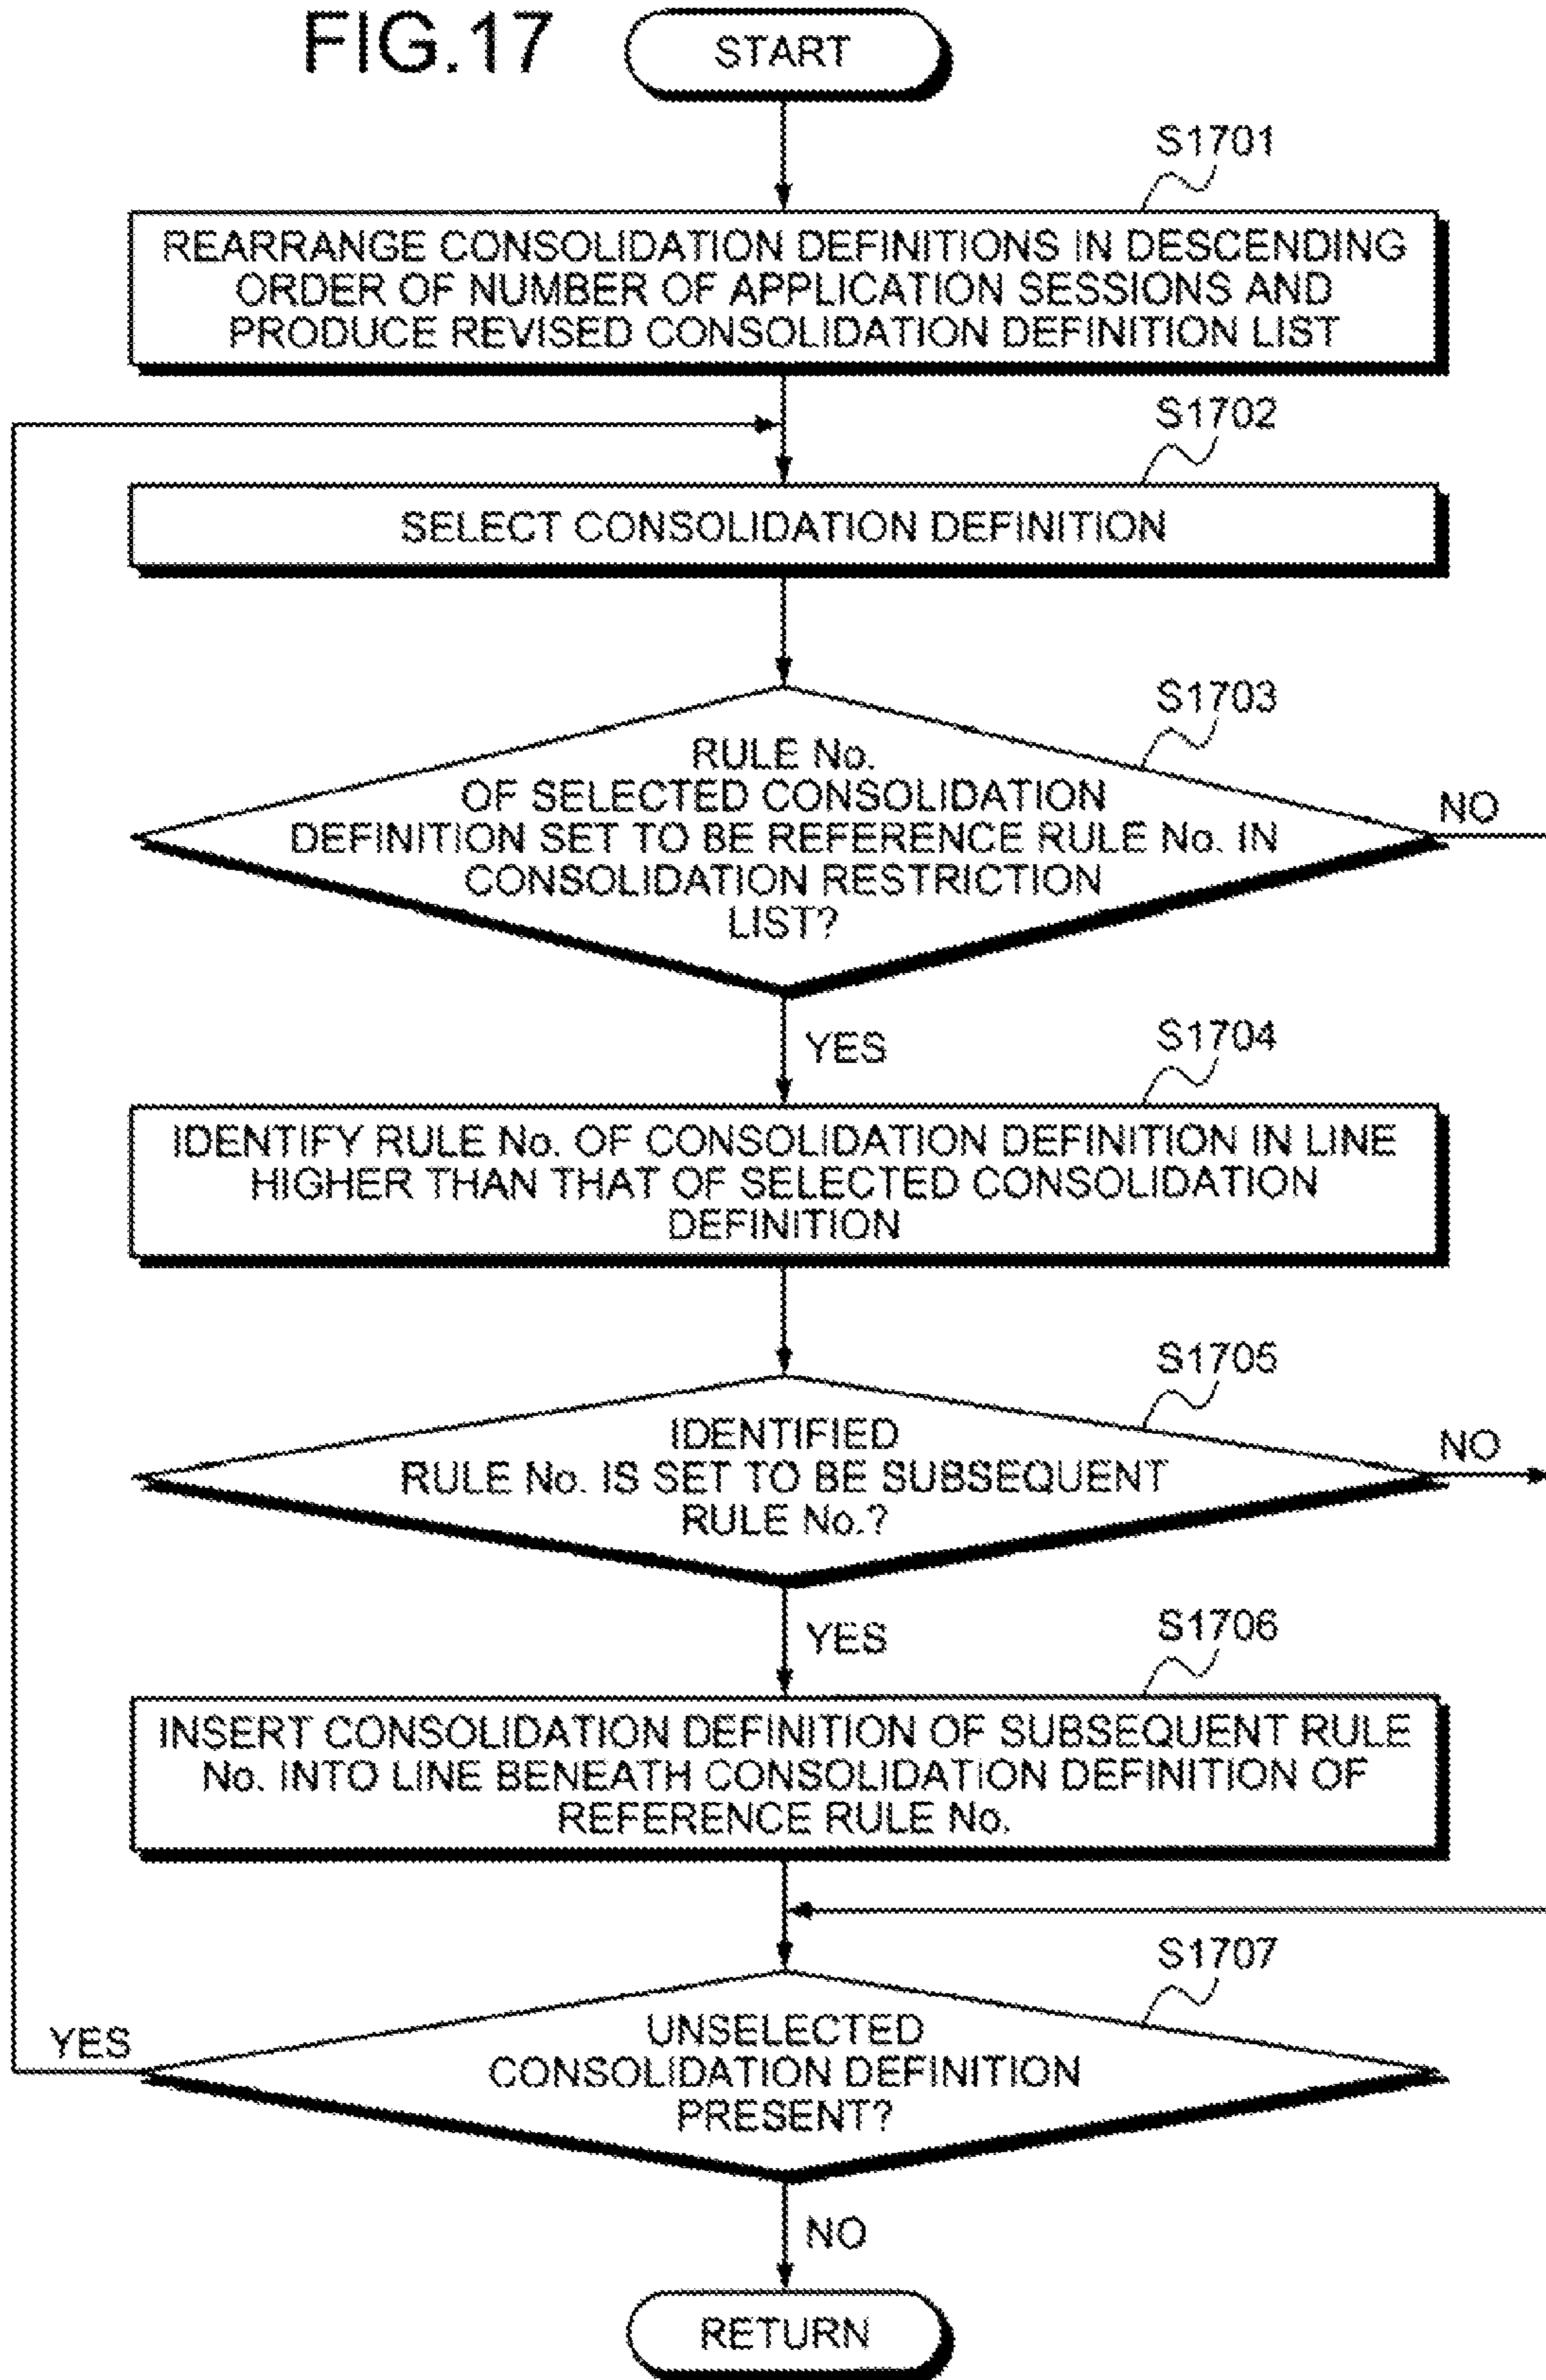 FIG.17
START
S1701
REARRANGE CONSOLIDATION DEFINITIONS IN DESCENDING
ORDER OF NUMBER OF APPLICATION SESSIONS AND
PRODUCE REVISED CONSOLIDATION DEFINITION LIST
S1702
SELECT CONSOLIDATION DEFINITION
S1703
RULE No.
OF SELECTED CONSOLIDATION
DEFINITION SET TO BE REFERENCE RULE No. IN
CONSOLIDATION RESTRICTION
LIST?
NO
YES
S1704
IDENTIFY RULE No. OF CONSOLIDATION DEFINITION IN LINE
HIGHER THAN THAT OF SELECTED CONSOLIDATION
DEFINITION
S1705
IDENTIFIED
RULE No. IS SET TO BE SUBSEQUENT
RULE No.?
NO
YES
S1706
INSERT CONSOLIDATION DEFINITION OF SUBSEQUENT RULE
No. INTO LINE BENEATH CONSOLIDATION DEFINITION OF
REFERENCE RULE No.
S1707
UNSELECTED
CONSOLIDATION DEFINITION
PRESENT?
YES
NO
RETURN